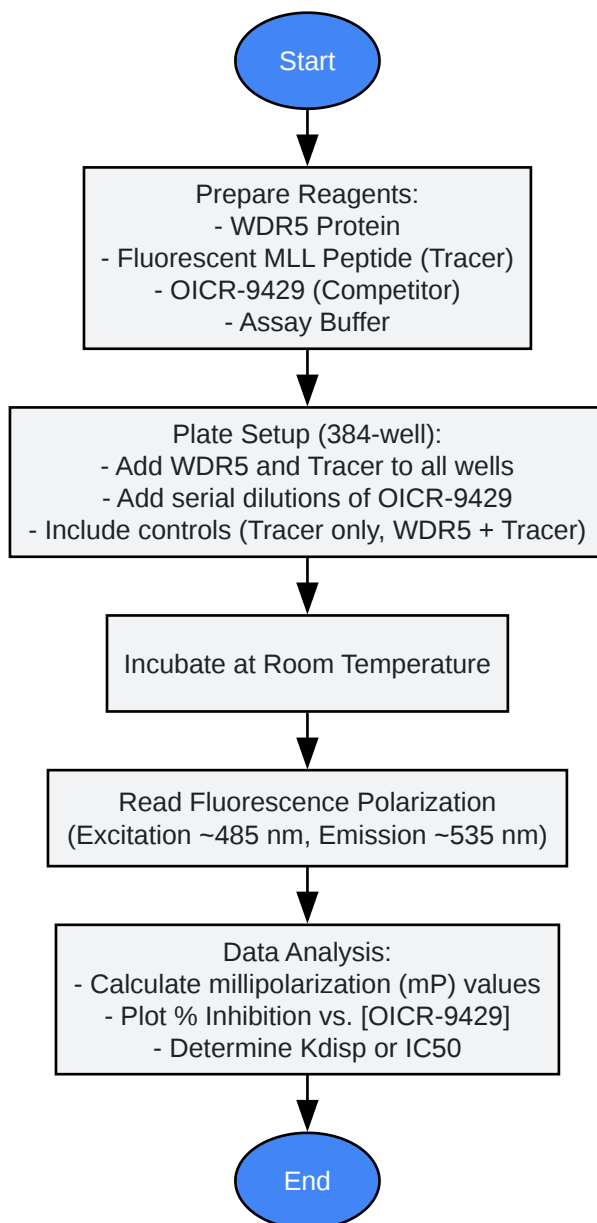 Start
Prepare Reagents:
- WDR5 Protein
- Fluorescent MLL Peptide (Tracer)
- OICR-9429 (Competitor)
- Assay Buffer
Plate Setup (384-well):
- Add WDR5 and Tracer to all wells
- Add serial dilutions of OICR-9429
- Include controls (Tracer only, WDR5 + Tracer)
Incubate at Room Temperature
Read Fluorescence Polarization
(Excitation ~485 nm, Emission ~535 nm)
Data Analysis:
- Calculate millipolarization (mP) values
- Plot % Inhibition vs. [OICR-9429]
- Determine Kdisp or IC50
End